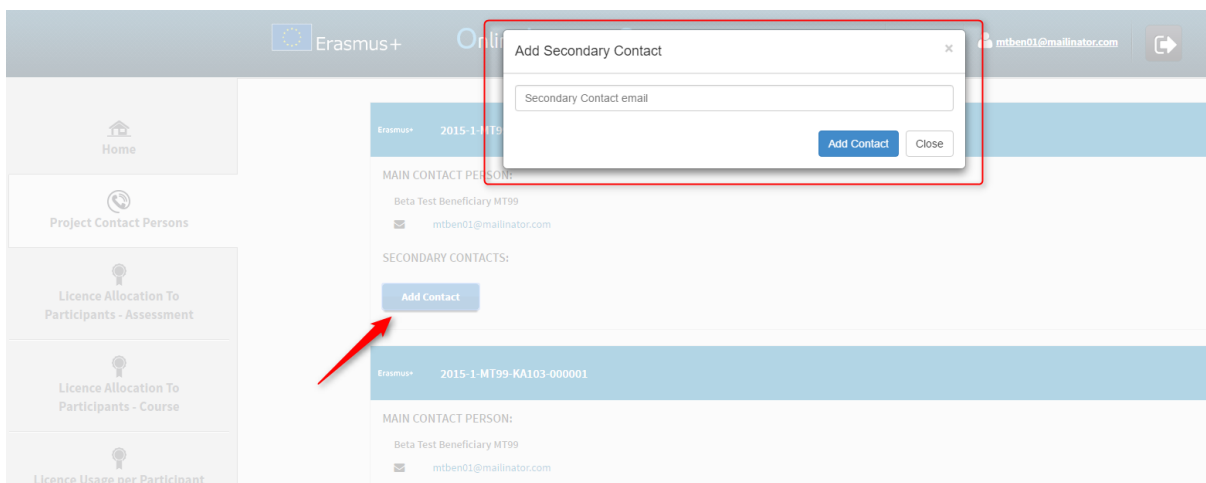 Erasmus+
Onli
mtben01@mailinator.com
Add Secondary Contact
×
Secondary Contact email
Add Contact
Close
Home
Project Contact Persons
Licence Allocation To
Participants - Assessment
Licence Allocation To
Participants - Course
Licence Usage per Participant
Erasmus+ 2015-1-MT9
MAIN CONTACT PERSON:
Beta Test Beneficiary MT99
mtben01@mailinator.com
SECONDARY CONTACTS:
Add Contact
Erasmus+ 2015-1-MT99-KA103-000001
MAIN CONTACT PERSON:
Beta Test Beneficiary MT99
mtben01@mailinator.com